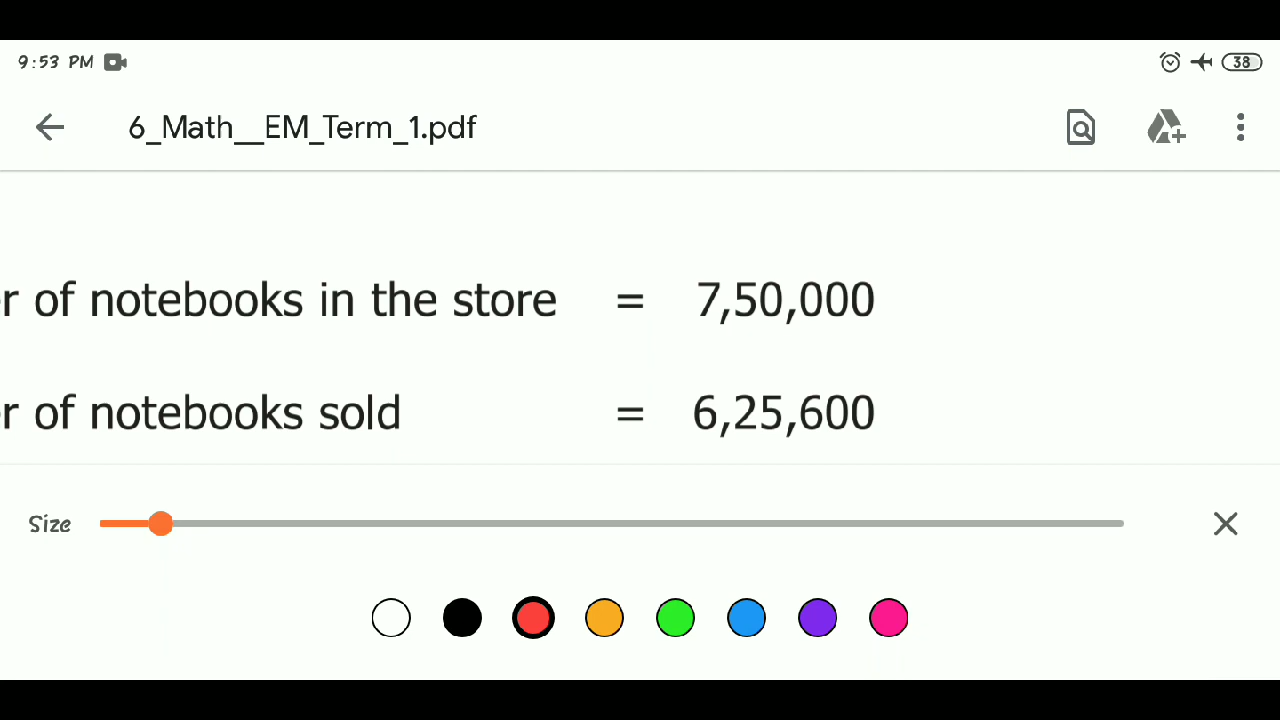 9:53 PM
38
6_Math__EM_Term_1.pdf
r of notebooks in the store = 7,50,000
r of notebooks sold = 6,25,600
Size